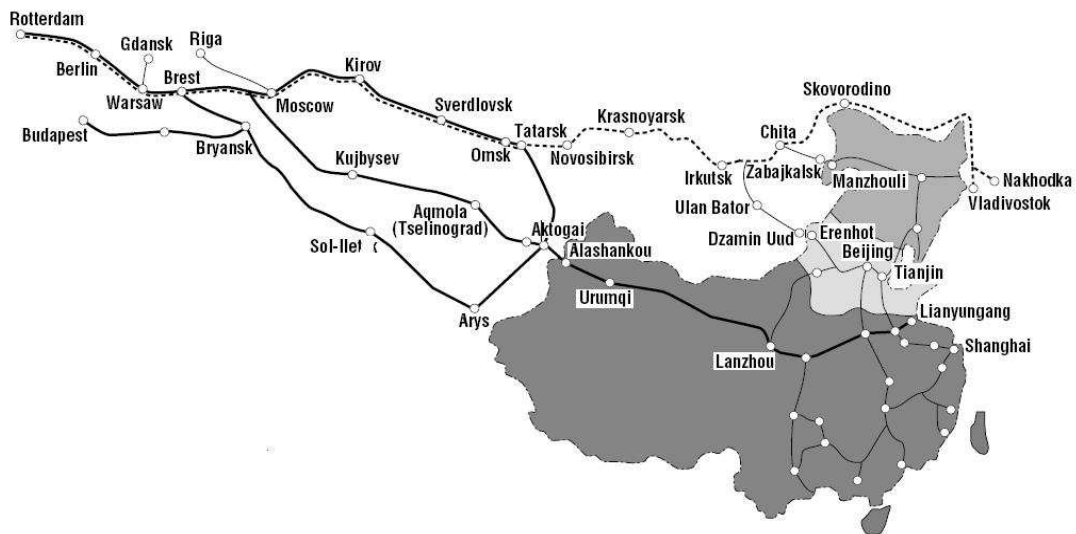 Rotterdam
Gdansk
Riga
Berlin
Brest
Kirov
Warsaw
Moscow
Skovorodino
Sverdlovsk
Krasnoyarsk
Budapest
Bryansk
Tatarsk
Chita
Omsk
Novosibirsk
Kujbysev
Irkutsk
Zabajkalsk
Manzhouli
Nakhodka
Vladivostok
Ulan Bator
Aqmola
(Tselinograd)
Aktogai
Dzamin Uud
Erenhot
Sol-Ilet
Alashankou
Beijing
Tianjin
Urumqi
Arys
Lianyungang
Shanghai
Lanzhou